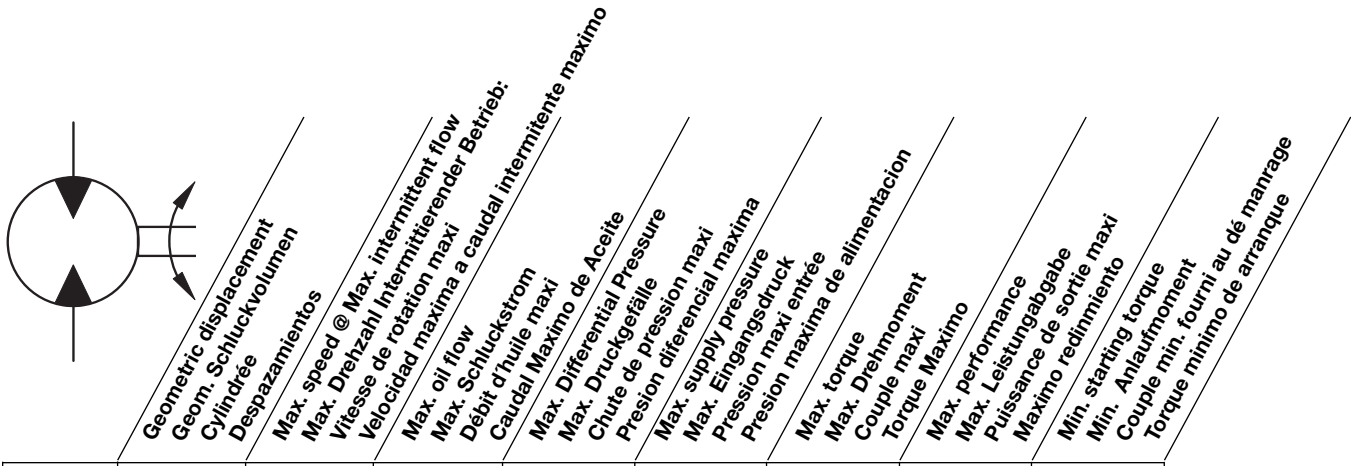 Geometric displacement
Geom. Schluckvolumen
Cylindrée
Despazamientos
Max. speed @ Max. intermittent flow
Max. Drehzahl Intermittierender Betrieb:
Vitesse de rotation maxi
Velocidad maxima a caudal intermitente maximo
Max. oil flow
Max. Schluckstrom
Débit d'huile maxi
Caudal Maximo de Aceite
Max. Differential Pressure
Max. Druckgefälle
Chute de pression maxi
Presion diferencial maxima
Max. supply pressure
Max. Eingangsdruck
Pression maxi entrée
Presion maxima de alimentacion
Max. torque
Max. Drehmoment
Couple maxi
Torque Maximo
Max. performance
Max. Leistungabgabe
Puissance de sortie maxi
Maximo redinmiento
Min. starting torque
Min. Anlaufmoment
Couple min. fourni au dé manrage
Torque minimo de arranque